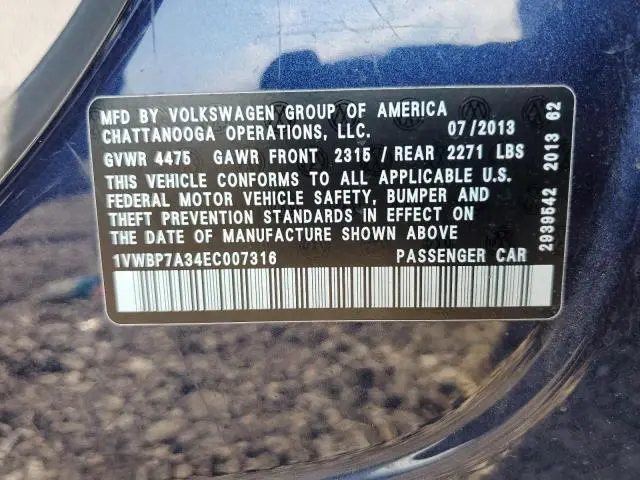 MFD BY VOLKSWAGEN GROUP OF AMERICA
CHATTANOOGA OPERATIONS, LLC. 07/2013
GVWR 4475 GAWR FRONT 2315/REAR 2271 LBS
THIS VEHICLE CONFORMS TO ALL APPLICABLE U.S.
FEDERAL MOTOR VEHICLE SAFETY, BUMPER AND
THEFT PREVENTION STANDARDS IN EFFECT ON
THE DATE OF MANUFACTURE SHOWN ABOVE
1VWBP7A34EC007316 PASSENGER CAR
2939542 2013 62